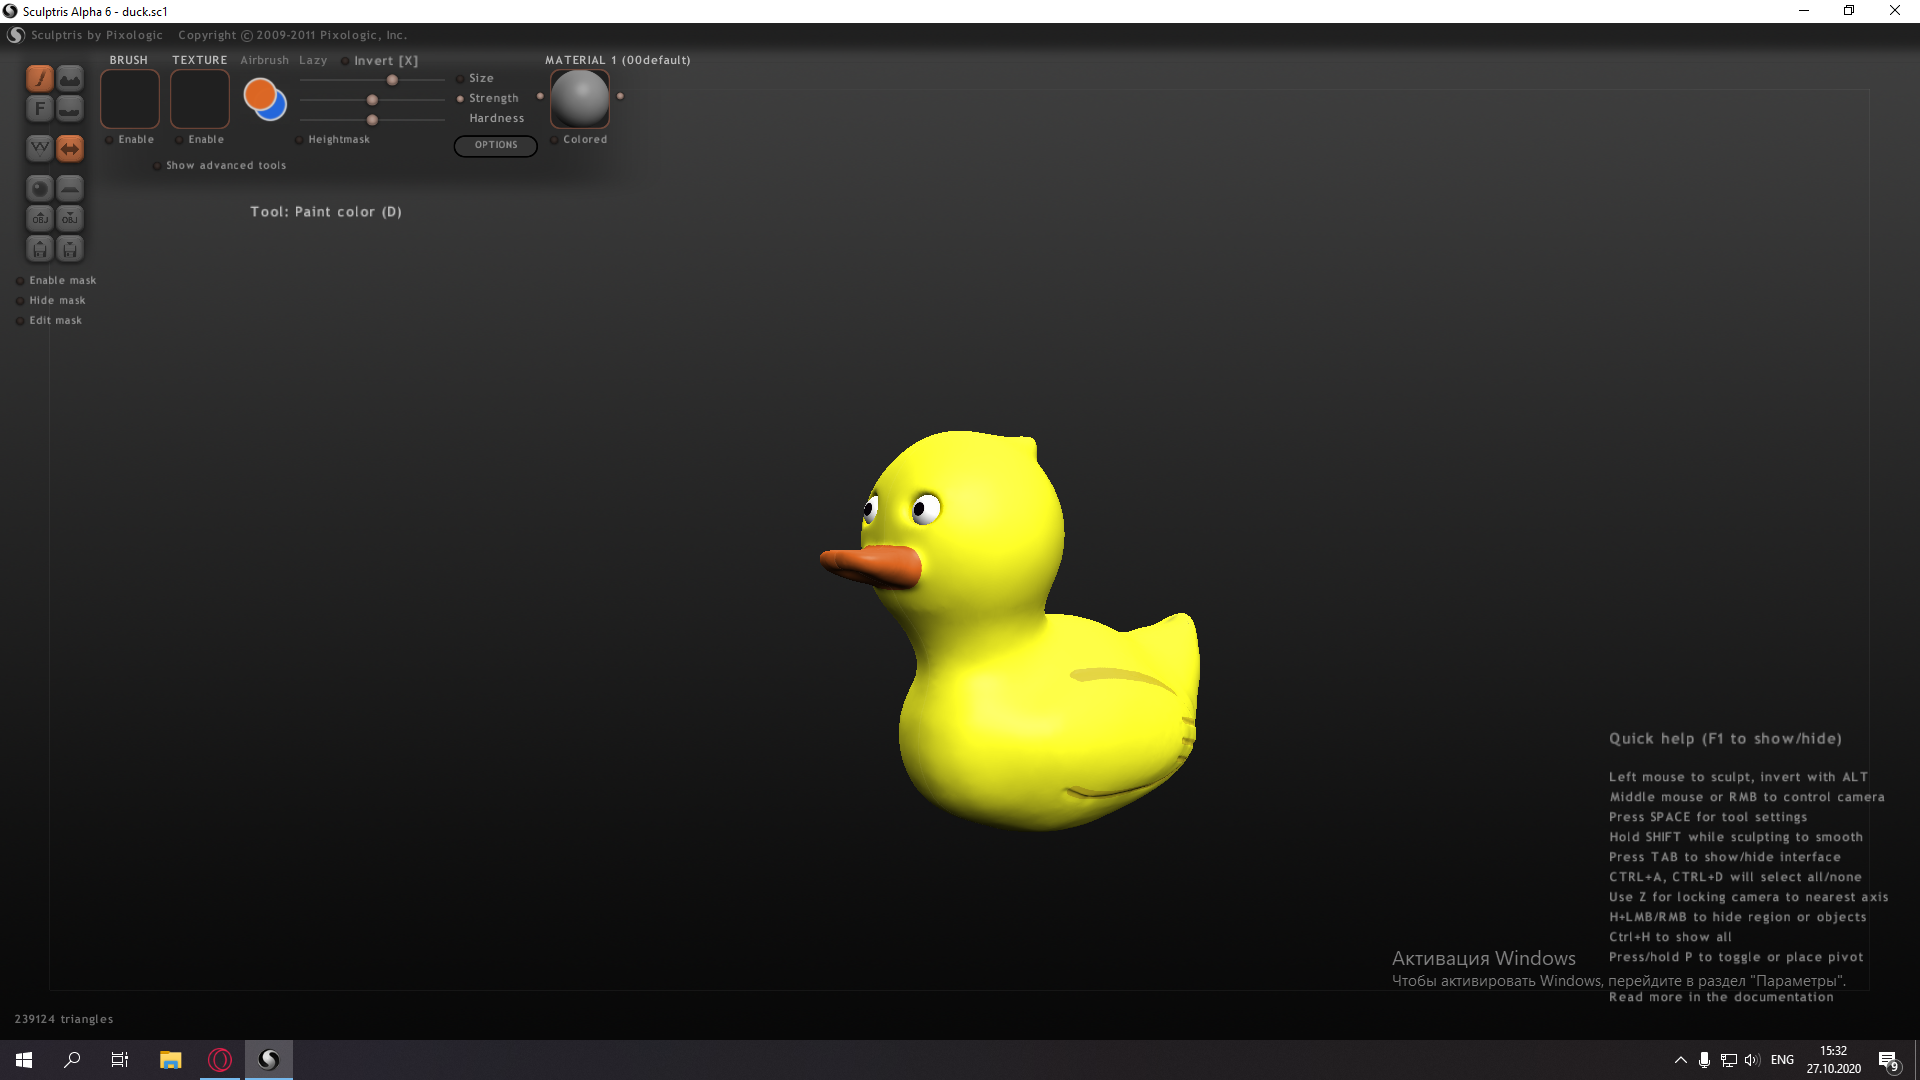 Sculptris Alpha 6 - duck.sc1
Sculptris by Pixologic Copyright © 2009-2011 Pixologic, Inc.
BRUSH TEXTURE Airbrush Lazy Invert [X] MATERIAL 1 (00default)
Size
Strength
F
Hardness
Enable Enable Heightmask OPTIONS Colored
Show advanced tools
Tool: Paint color (D)
OBJ OBJ
Enable mask
Hide mask
Edit mask
Quick help (F1 to show/hide)
Left mouse to sculpt, invert with ALT
Middle mouse or RMB to control camera
Press SPACE for tool settings
Hold SHIFT while sculpting to smooth
Press TAB to show/hide interface
CTRL+A, CTRL+D will select all/none
Use Z for locking camera to nearest axis
H+LMB/RMB to hide region or objects
Ctrl+H to show all
Press/hold P to toggle or place pivot
Активация Windows
Чтобы активировать Windows, перейдите в раздел "Параметры".
Read more in the documentation
239124 triangles
ENG
15:32
27.10.2020
9